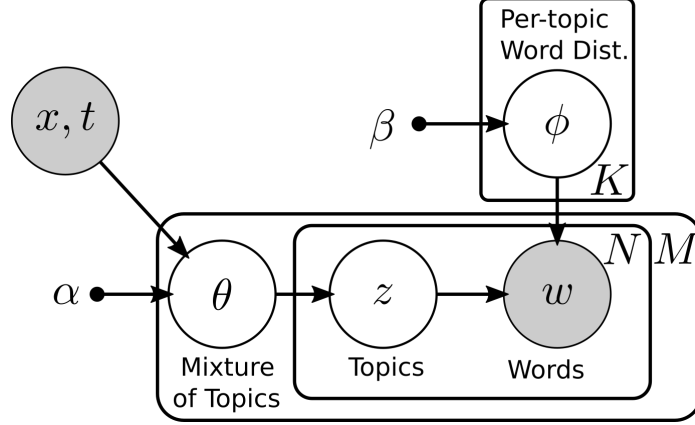 Per-topic
Word Dist.
x, t
β
ϕ
K
N
M
α
θ
z
w
Mixture
of Topics
Topics
Words